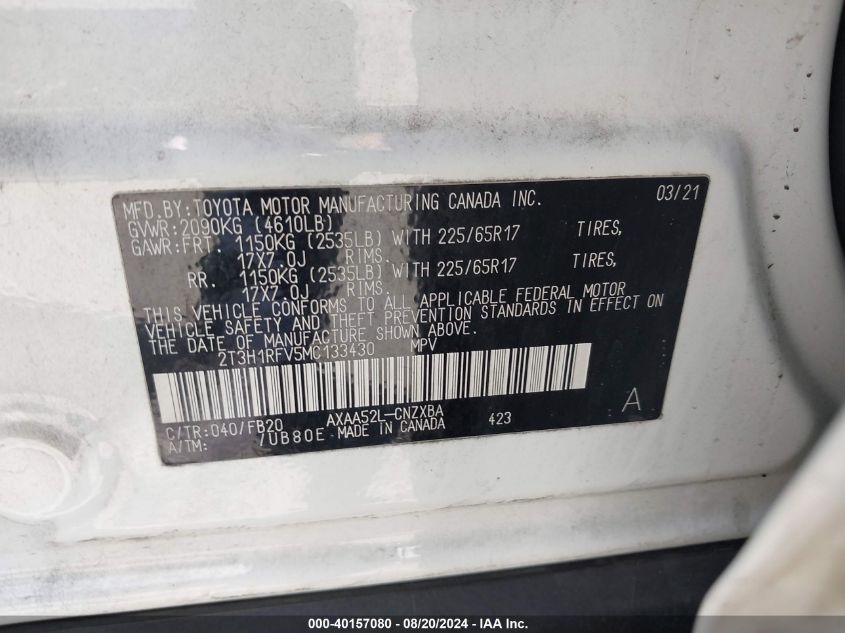 MFD.BY:TOYOTA MOTOR MANUFACTURING CANADA INC. 03/21
GVWR:2090KG (4610LB)
GAWR:FRT. 1150KG (2535LB) WITH 225/65R17 TIRES,
17X7.0J RIMS.
RR. 1150KG (2535LB) WITH 225/65R17 TIRES,
17X7.0J RIMS.
THIS VEHICLE CONFORMS TO ALL APPLICABLE FEDERAL MOTOR
VEHICLE SAFETY AND THEFT PREVENTION STANDARDS IN EFFECT ON
THE DATE OF MANUFACTURE SHOWN ABOVE.
2T3H1RFV5MC133430 MPV
A
C/TR:040/FB20 AXAA52L-CNZXBA 423
A/TM: /UB80E MADE IN CANADA
000-40157080 - 08/20/2024 - IAA Inc.